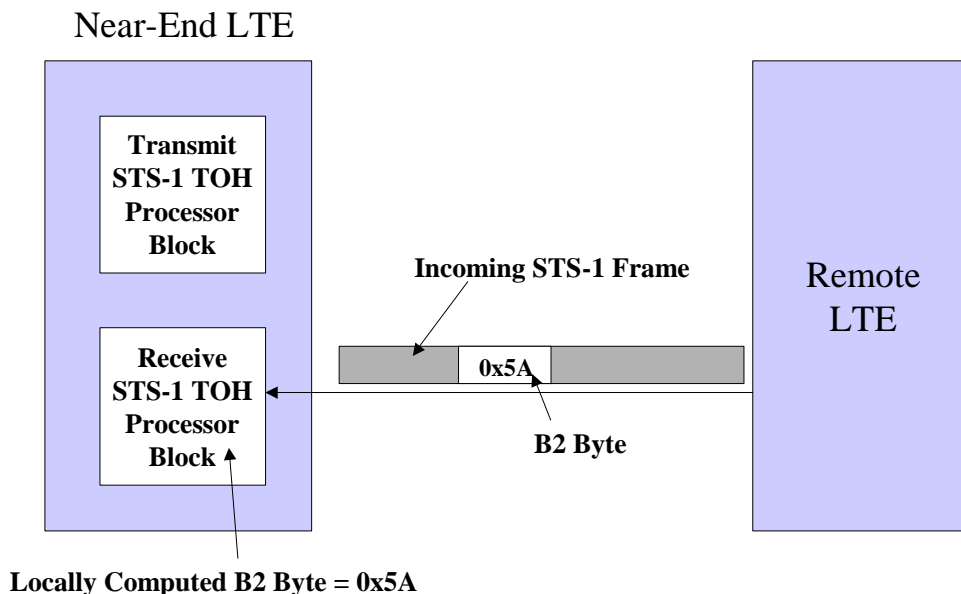 Near-End LTE
Transmit
STS-1 TOH
Processor
Block
Incoming STS-1 Frame
Remote
LTE
Receive
STS-1 TOH
Processor
Block
0x5A
B2 Byte
Locally Computed B2 Byte = 0x5A